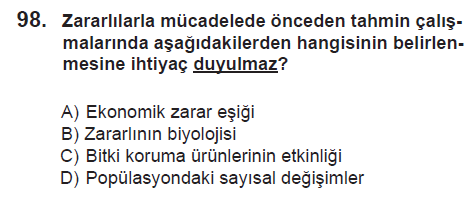 98. Zararlılarla mücadelede önceden tahmin çalış-
malarında aşağıdakilerden hangisinin belirlen-
mesine ihtiyaç duyulmaz?
A) Ekonomik zarar eşiği
B) Zararlının biyolojisi
C) Bitki koruma ürünlerinin etkinliği
D) Popülasyondaki sayısal değişimler